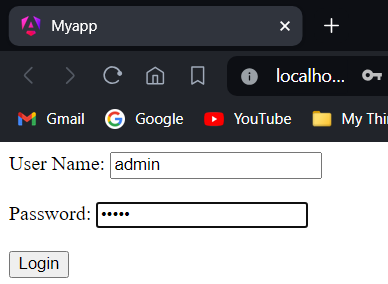 Myapp
localho...
Gmail Google YouTube My Thi
User Name: admin
Password: •••••
Login